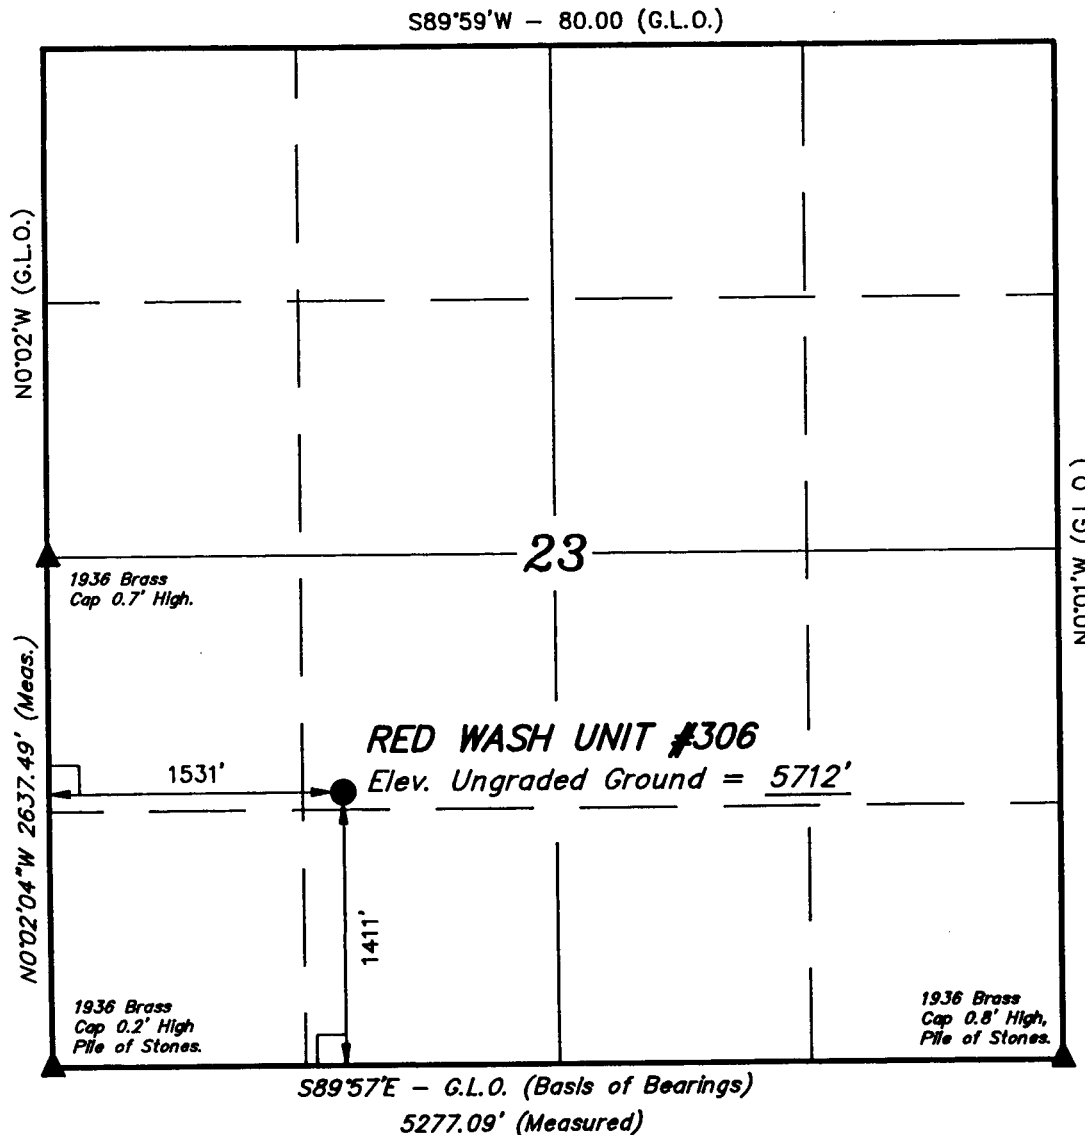 S89°59'W - 80.00 (G.L.O.)
N0°02'W (G.L.O.)
N0°01'W (G.L.O.)
23
1936 Brass
Cap 0.7' High.
N0°02'04"W 2637.49' (Meas.)
RED WASH UNIT #306
Elev. Ungraded Ground = 5712'
1531'
1411'
1936 Brass
Cap 0.2' High
Pile of Stones.
1936 Brass
Cap 0.8' High,
Pile of Stones.
S89°57'E - G.L.O. (Basis of Bearings)
5277.09' (Measured)